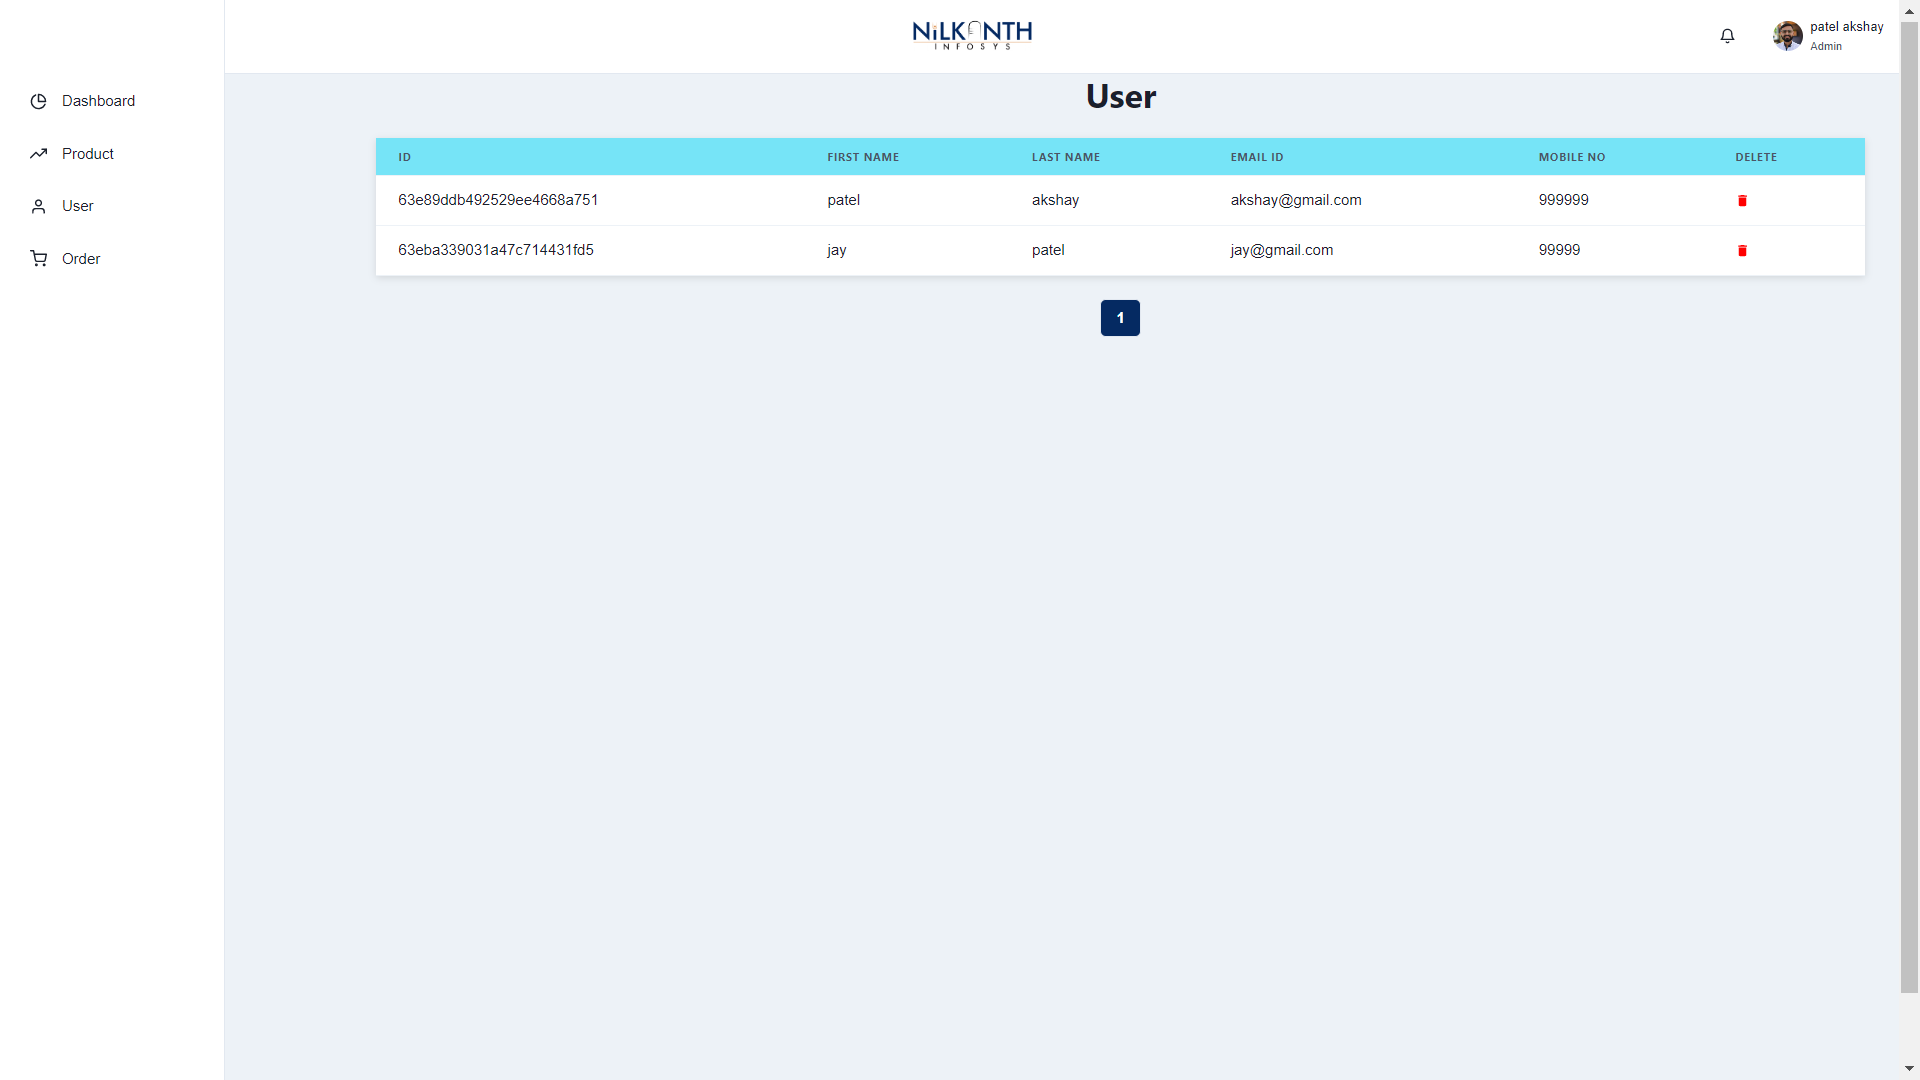 NiLKANTH
INFOSYS
patel akshay
Admin
Dashboard
Product
User
Order
User
ID FIRST NAME LAST NAME EMAIL ID MOBILE NO DELETE
63e89ddb492529ee4668a751 patel akshay akshay@gmail.com 999999
63eba339031a47c714431fd5 jay patel jay@gmail.com 99999
1